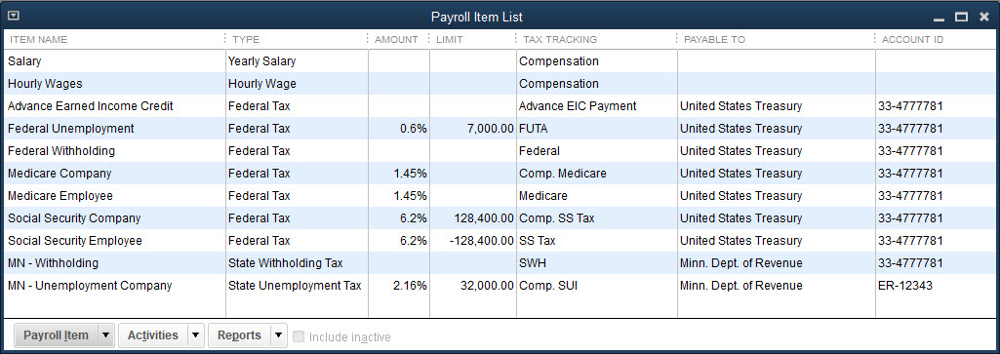 Payroll Item List
ITEM NAME TYPE AMOUNT LIMIT TAX TRACKING PAYABLE TO ACCOUNT ID
Salary Yearly Salary Compensation
Hourly Wages Hourly Wage Compensation
Advance Earned Income Credit Federal Tax Advance EIC Payment United States Treasury 33-4777781
Federal Unemployment Federal Tax 0.6% 7,000.00 FUTA United States Treasury 33-4777781
Federal Withholding Federal Tax Federal United States Treasury 33-4777781
Medicare Company Federal Tax 1.45% Comp. Medicare United States Treasury 33-4777781
Medicare Employee Federal Tax 1.45% Medicare United States Treasury 33-4777781
Social Security Company Federal Tax 6.2% 128,400.00 Comp. SS Tax United States Treasury 33-4777781
Social Security Employee Federal Tax 6.2% -128,400.00 SS Tax United States Treasury 33-4777781
MN - Withholding State Withholding Tax SWH Minn. Dept. of Revenue 33-4777781
MN - Unemployment Company State Unemployment Tax 2.16% 32,000.00 Comp. SUI Minn. Dept. of Revenue ER-12343
Payroll Item Activities Reports Include inactive